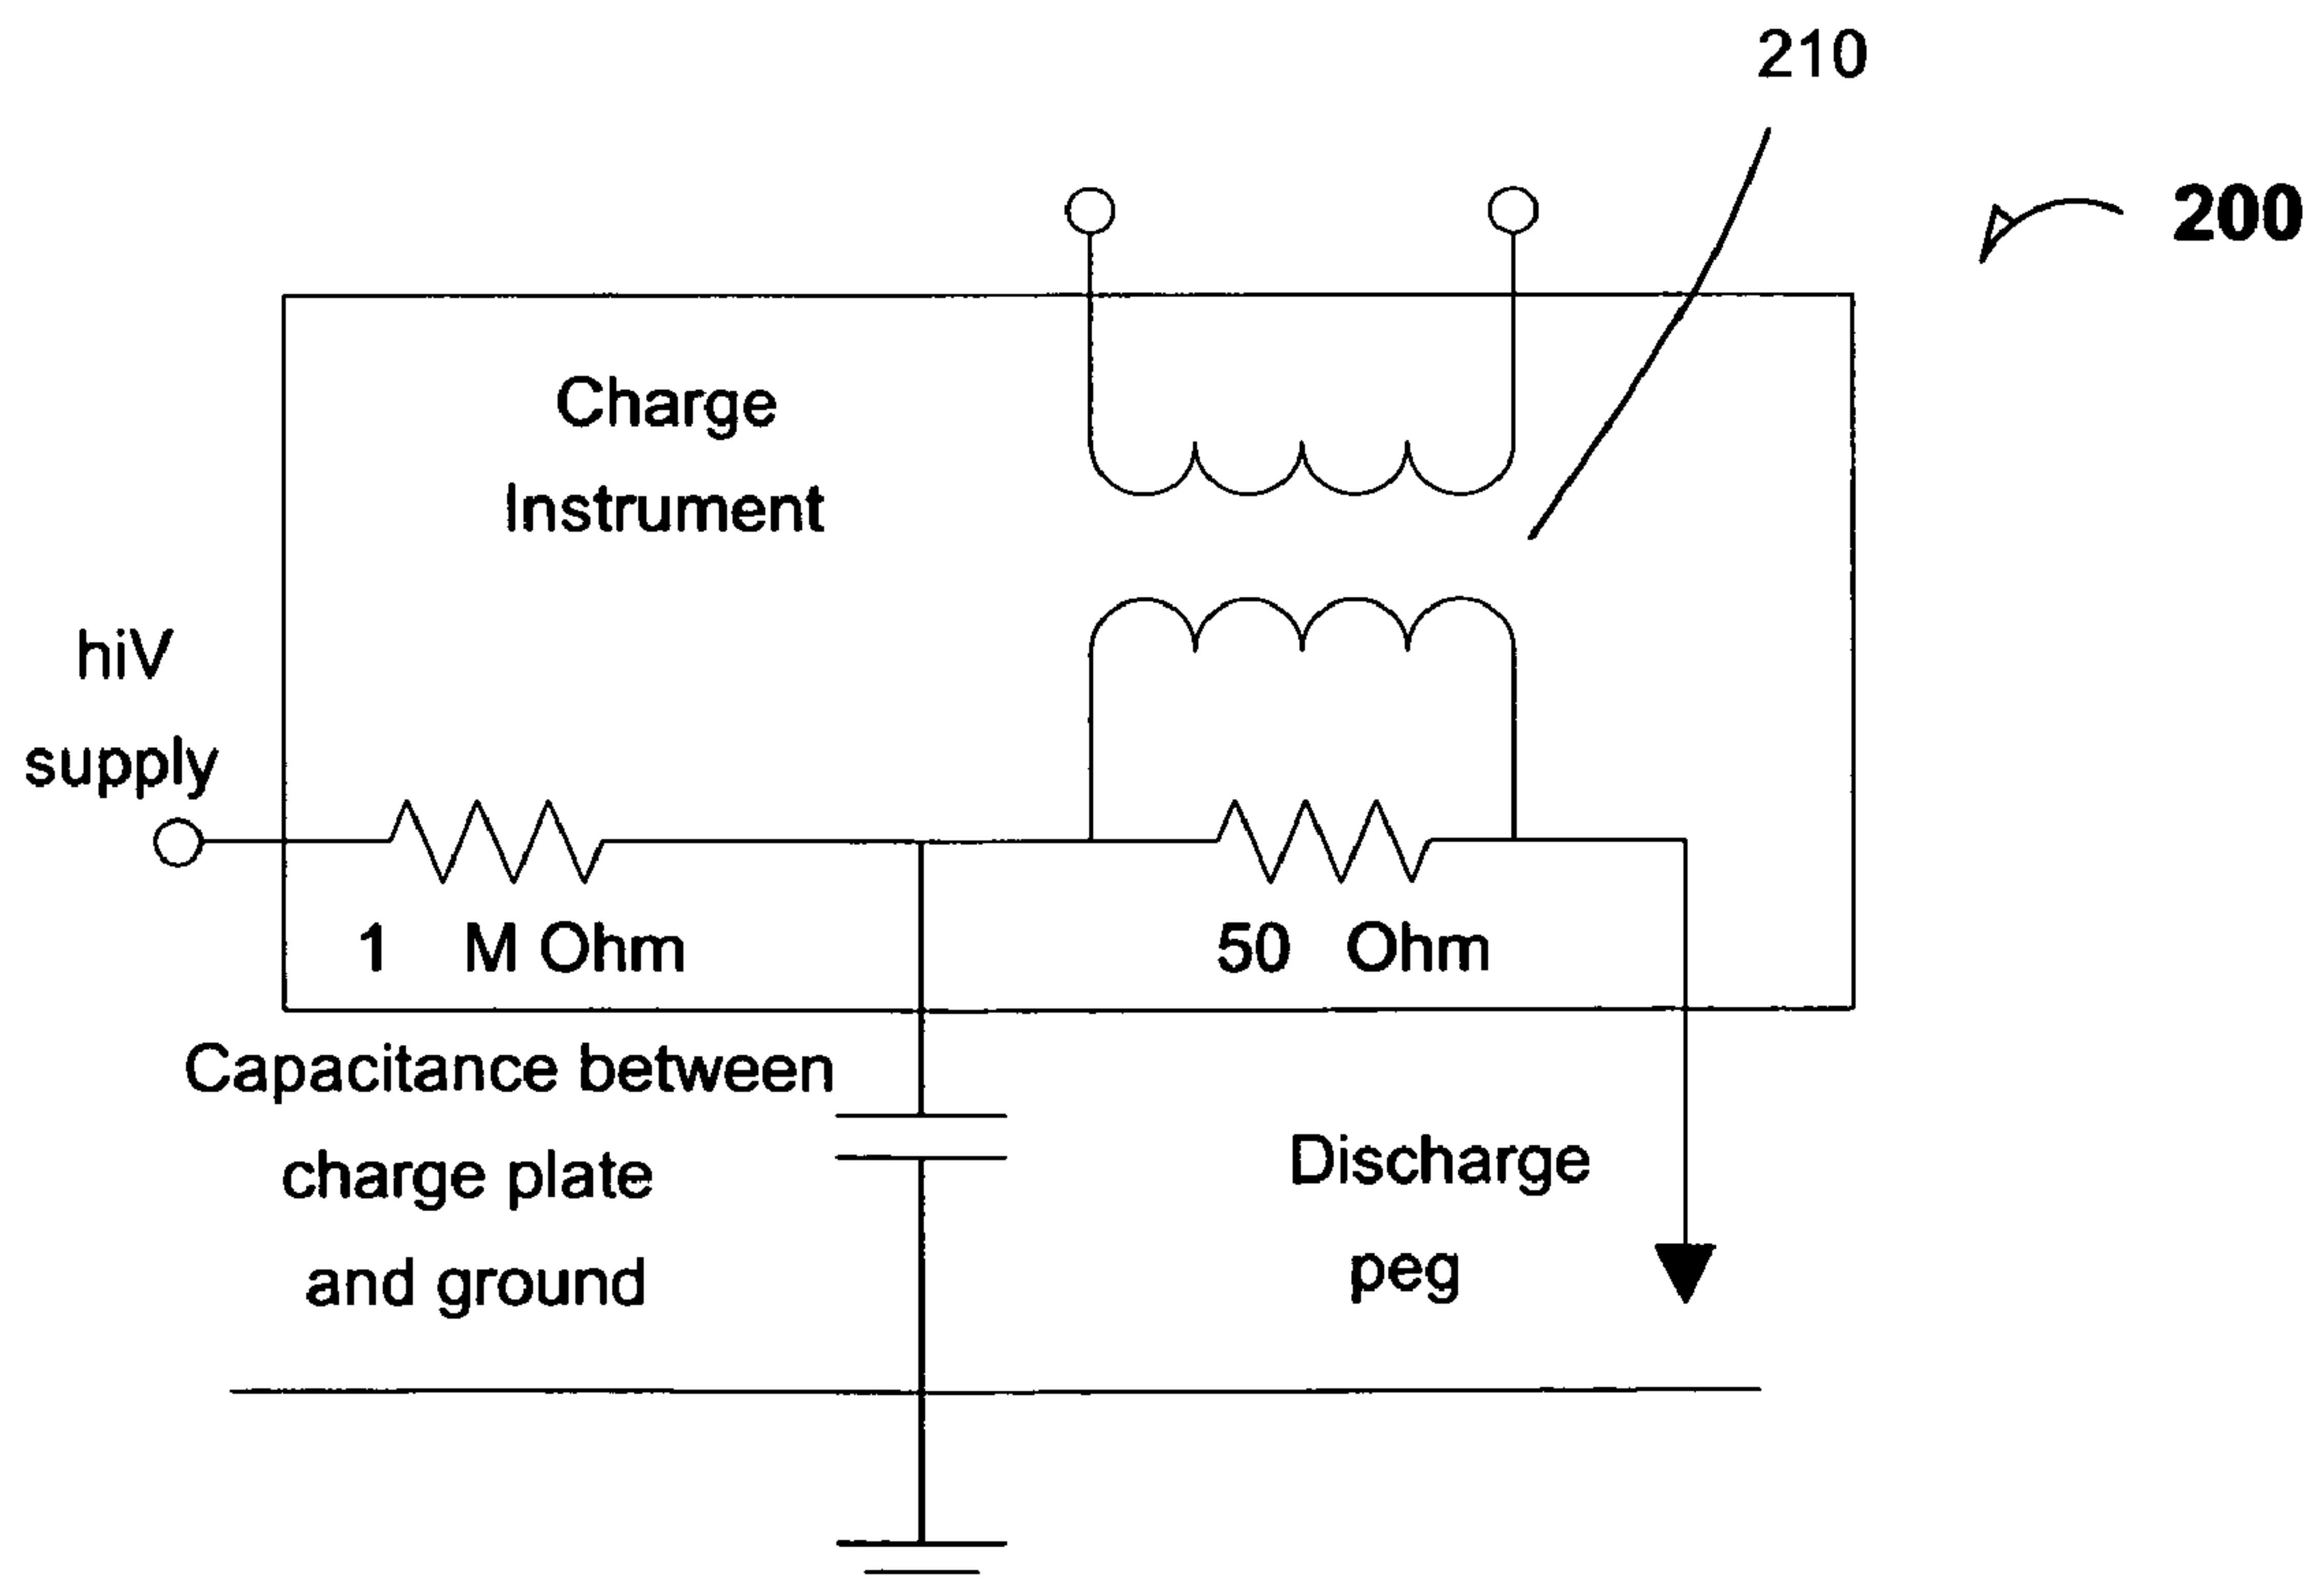 210
200
Charge
Instrument
hiV
supply
1 M Ohm
50 Ohm
Capacitance between
charge plate
and ground
Discharge
peg